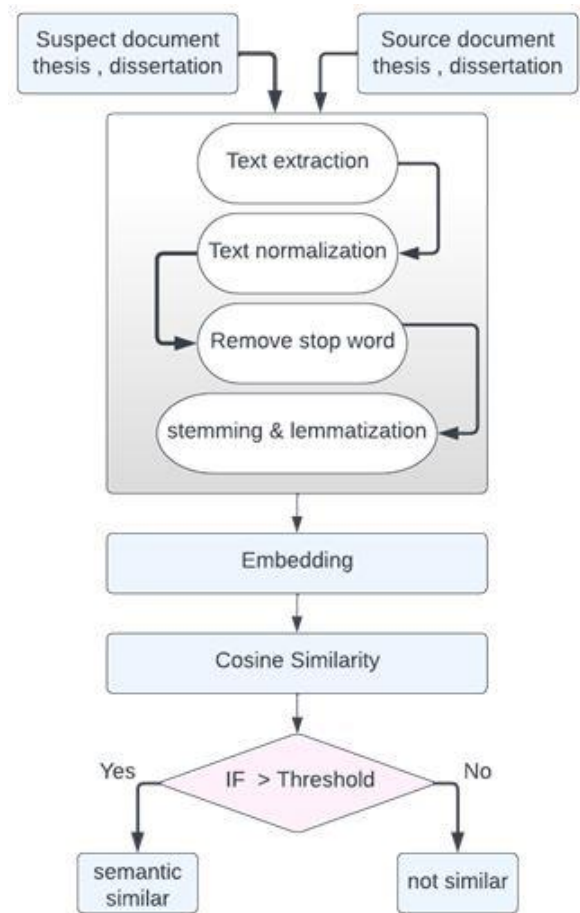 Suspect document
thesis , dissertation
Source document
thesis , dissertation
Text extraction
Text normalization
Remove stop word
stemming & lemmatization
Embedding
Cosine Similarity
IF > Threshold
Yes
No
semantic
similar
not similar